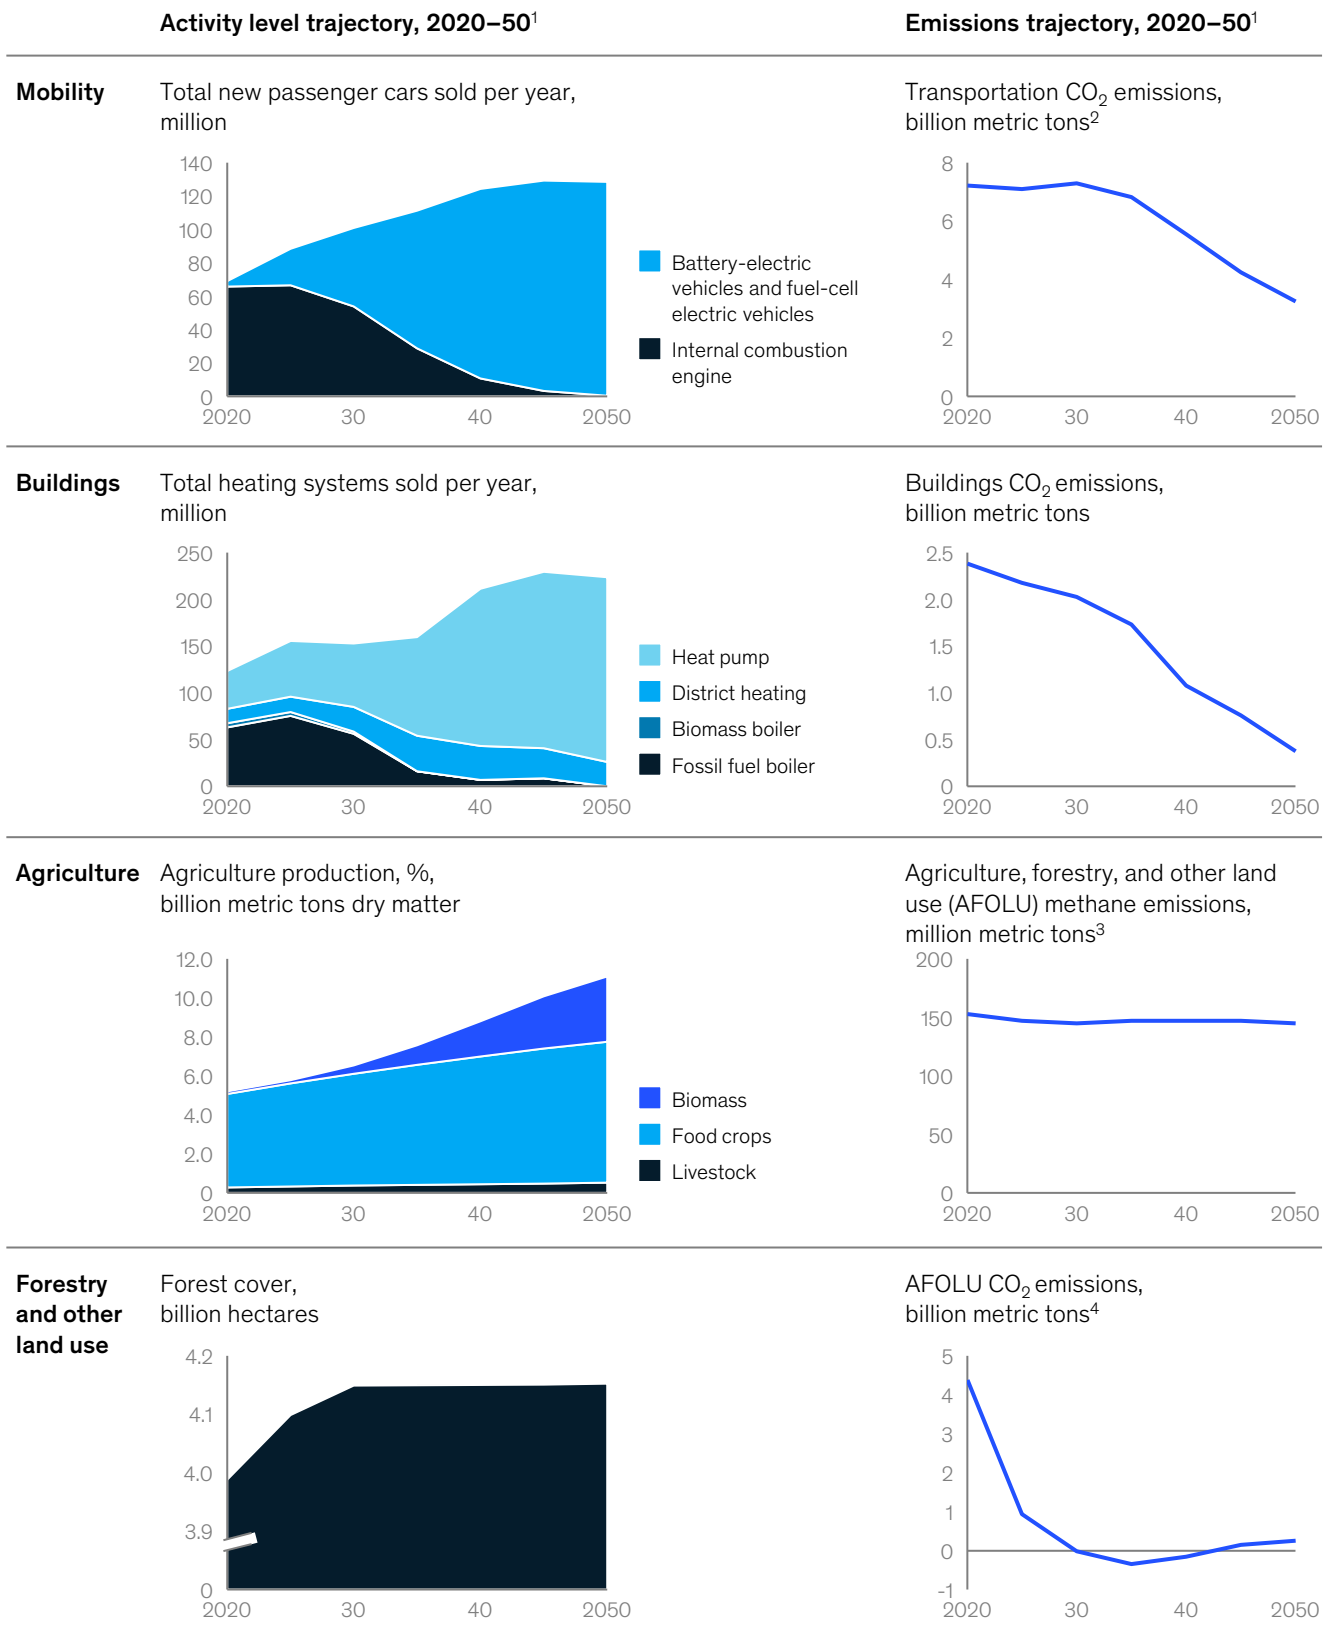 Activity level trajectory, 2020–50¹
Emissions trajectory, 2020–50¹
Mobility
Total new passenger cars sold per year,
million
140
120
100
80
60
40
20
0
2020
30
40
2050
Battery-electric
vehicles and fuel-cell
electric vehicles
Internal combustion
engine
Transportation CO₂ emissions,
billion metric tons²
8
6
4
2
0
2020
30
40
2050
Buildings
Total heating systems sold per year,
million
250
200
150
100
50
0
2020
30
40
2050
Heat pump
District heating
Biomass boiler
Fossil fuel boiler
Buildings CO₂ emissions,
billion metric tons
2.5
2.0
1.5
1.0
0.5
0
2020
30
40
2050
Agriculture
Agriculture production, %,
billion metric tons dry matter
12.0
10.0
8.0
6.0
4.0
2.0
0
2020
30
40
2050
Biomass
Food crops
Livestock
Agriculture, forestry, and other land
use (AFOLU) methane emissions,
million metric tons³
200
150
100
50
0
2020
30
40
2050
Forestry
and other
land use
Forest cover,
billion hectares
4.2
4.1
4.0
3.9
0
2020
30
40
2050
AFOLU CO₂ emissions,
billion metric tons⁴
5
4
3
2
1
0
-1
2020
30
40
2050